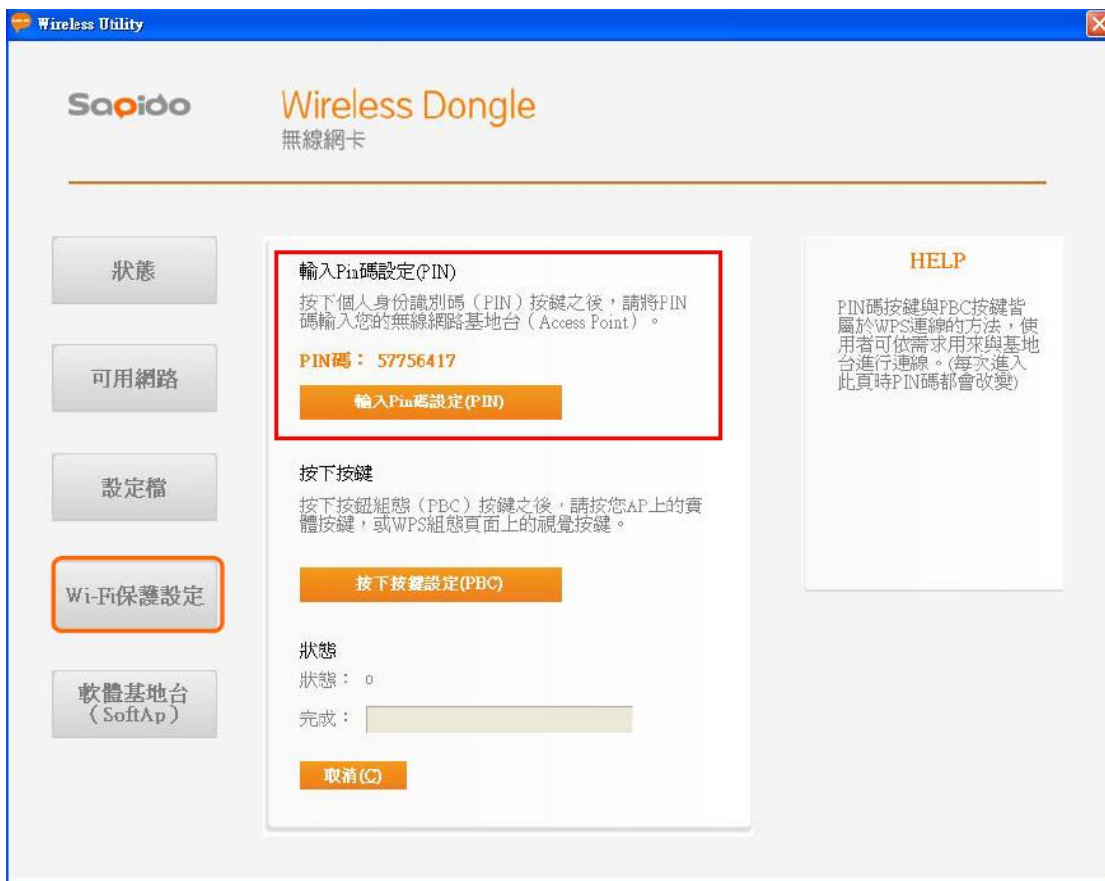 Wireless Utility
Sapido
Wireless Dongle
無線網卡
狀態
可用網路
設定檔
Wi-Fi保護設定
軟體基地台
(SoftAp)
輸入Pin碼設定(PIN)
按下個人身份識別碼（PIN）按鍵之後，請將PIN
碼輸入您的無線網路基地台（Access Point）。
PIN碼： 57756417
輸入Pin碼設定(PIN)
按下按鍵
按下按鈕組態（PBC）按鍵之後，請按您AP上的實
體按鍵，或WPS組態頁面上的視覺按鍵。
按下按鍵設定(PBC)
狀態
狀態： 0
完成：
取消(C)
HELP
PIN碼按鍵與PBC按鍵皆
屬於WPS連線的方法，使
用者可依需求用來與基地
台進行連線。(每次進入
此頁時PIN碼都會改變)